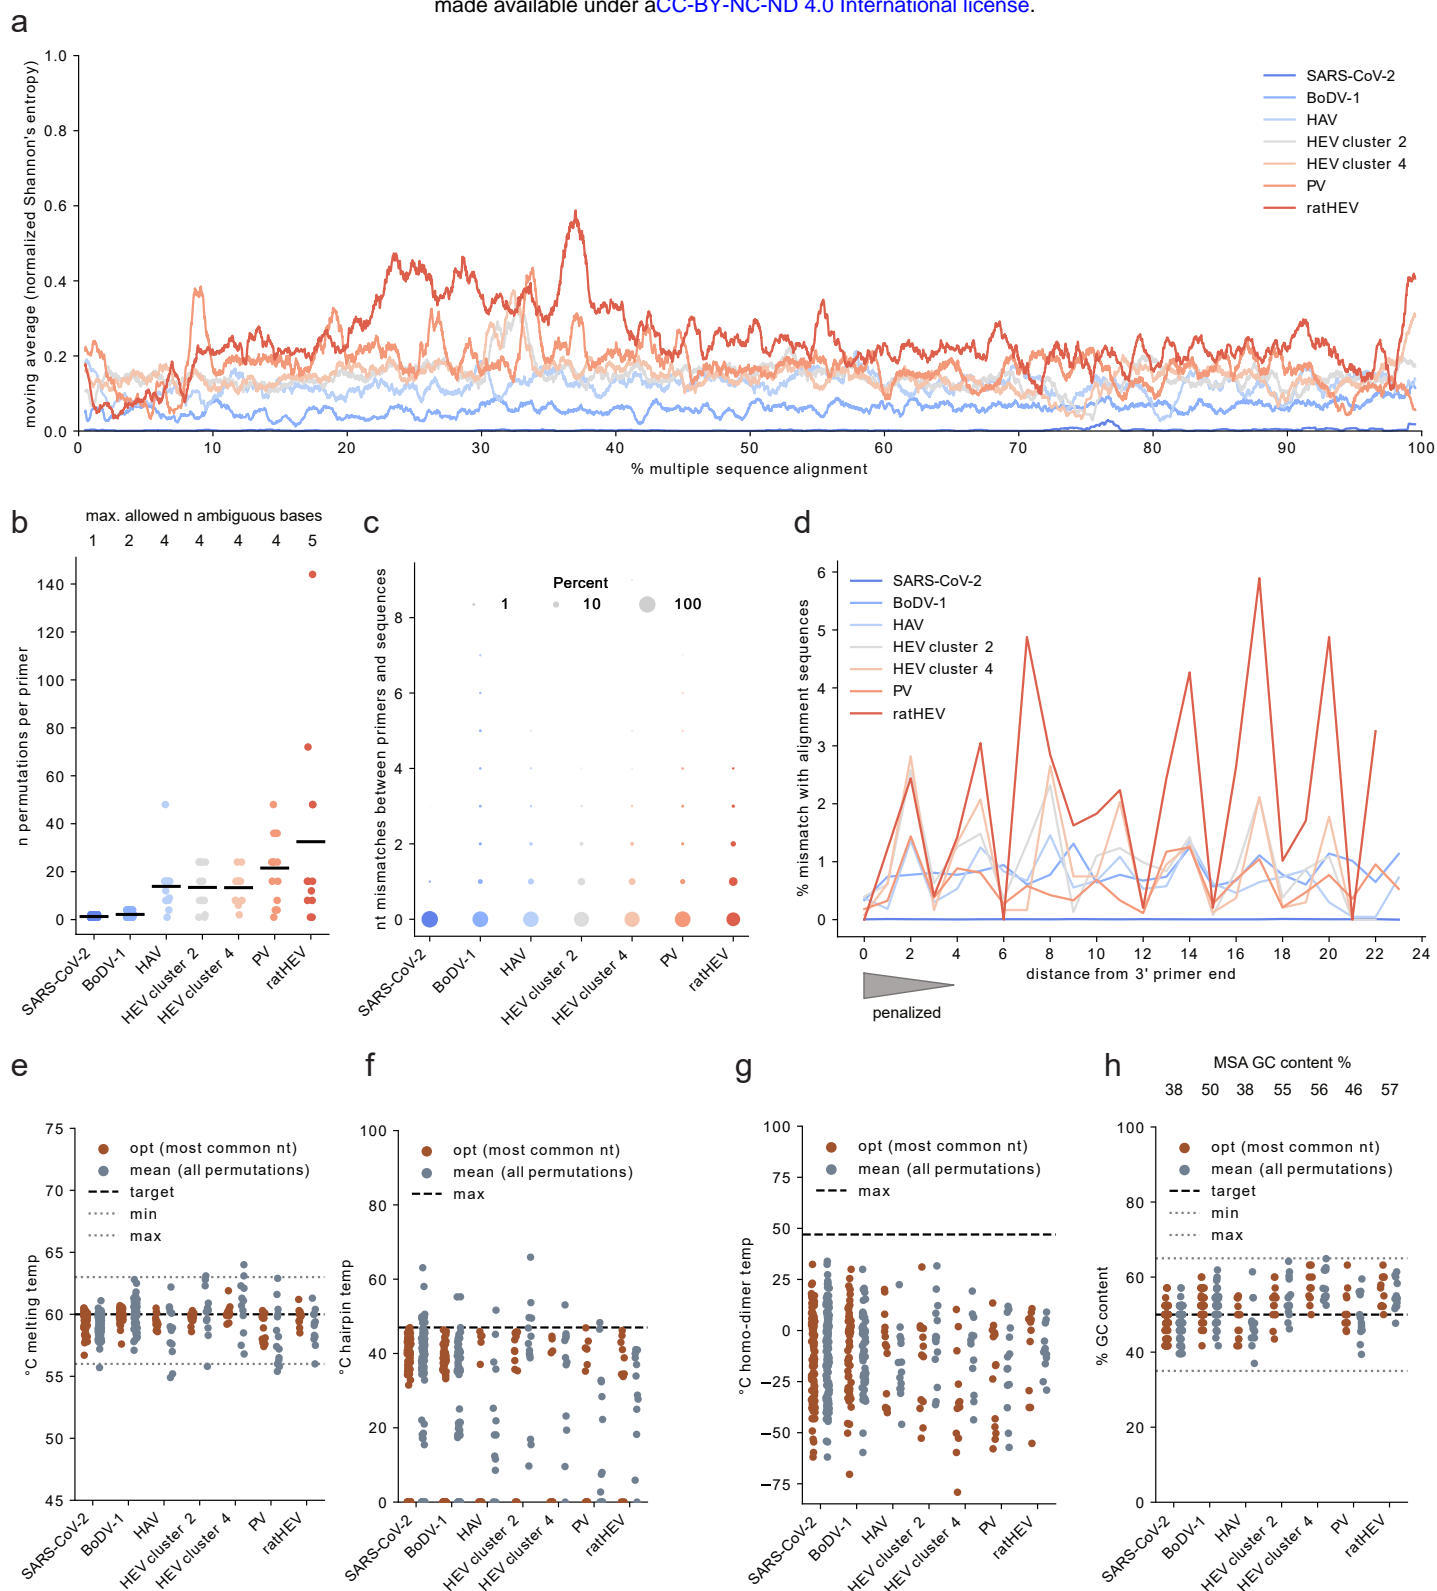 made available under aCC-BY-NC-ND 4.0 International license.
a
moving average (normalized Shannon's entropy)
1.0
0.8
0.6
0.4
0.2
0.0
0 10 20 30 40 50 60 70 80 90 100
% multiple sequence alignment
SARS-CoV-2
BoDV-1
HAV
HEV cluster 2
HEV cluster 4
PV
ratHEV
b
max. allowed n ambiguous bases
1 2 4 4 4 4 5
n permutations per primer
140
120
100
80
60
40
20
0
SARS-CoV-2
BoDV-1
HAV
HEV cluster 2
HEV cluster 4
PV
ratHEV
c
nt mismatches between primers and sequences
Percent
1 10 100
8
6
4
2
0
SARS-CoV-2
BoDV-1
HAV
HEV cluster 2
HEV cluster 4
PV
ratHEV
d
% mismatch with alignment sequences
6
5
4
3
2
1
0
SARS-CoV-2
BoDV-1
HAV
HEV cluster 2
HEV cluster 4
PV
ratHEV
0 2 4 6 8 10 12 14 16 18 20 22 24
distance from 3' primer end
penalized
e
°C melting temp
75
70
65
60
55
50
45
opt (most common nt)
mean (all permutations)
target
min
max
SARS-CoV-2
BoDV-1
HAV
HEV cluster 2
HEV cluster 4
PV
ratHEV
f
°C hairpin temp
100
80
60
40
20
0
opt (most common nt)
mean (all permutations)
max
SARS-CoV-2
BoDV-1
HAV
HEV cluster 2
HEV cluster 4
PV
ratHEV
g
°C homo-dimer temp
100
75
50
25
0
−25
−50
−75
opt (most common nt)
mean (all permutations)
max
SARS-CoV-2
BoDV-1
HAV
HEV cluster 2
HEV cluster 4
PV
ratHEV
h
MSA GC content %
38 50 38 55 56 46 57
% GC content
100
80
60
40
20
0
opt (most common nt)
mean (all permutations)
target
min
max
SARS-CoV-2
BoDV-1
HAV
HEV cluster 2
HEV cluster 4
PV
ratHEV